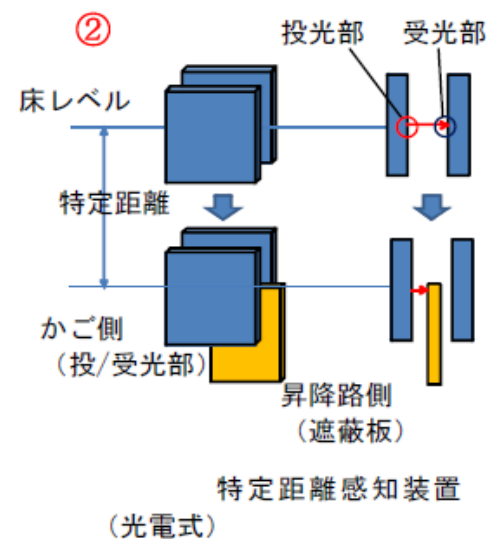 ②
投光部 受光部
床レベル
特定距離
かご側
（投/受光部）
昇降路側
（遮蔽板）
特定距離感知装置
（光電式）